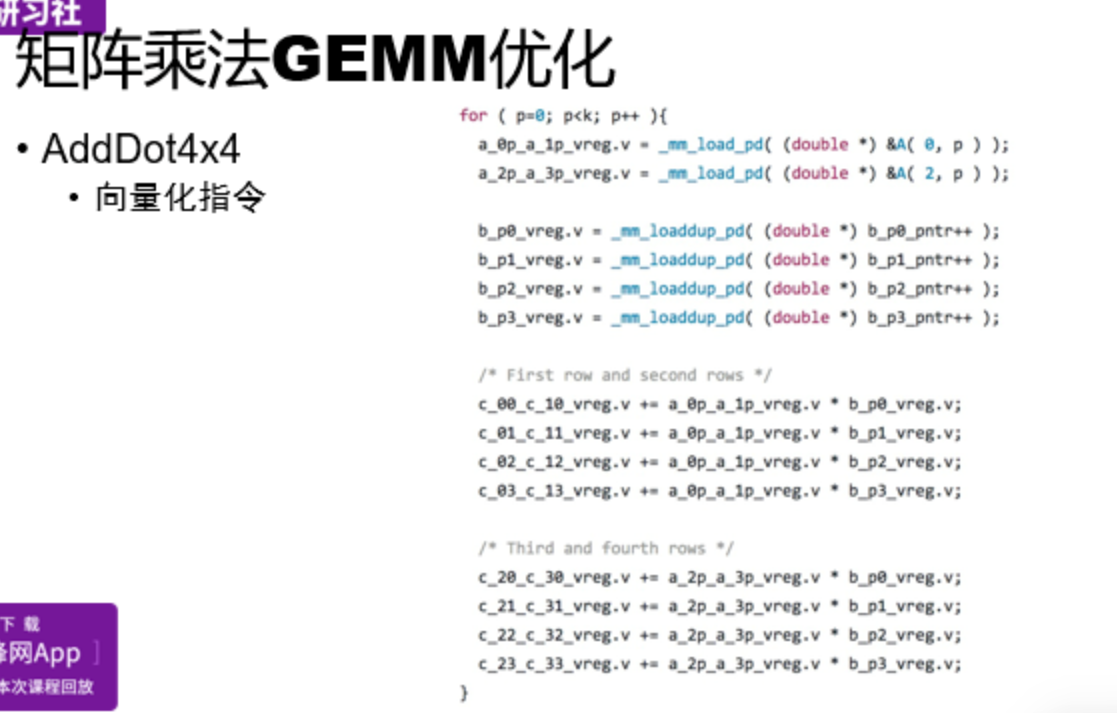 研习社
矩阵乘法GEMM优化
• AddDot4x4
• 向量化指令
for ( p=0; p<k; p++ ){
a_0p_a_1p_vreg.v = _mm_load_pd( (double *) &A( 0, p ) );
a_2p_a_3p_vreg.v = _mm_load_pd( (double *) &A( 2, p ) );
b_p0_vreg.v = _mm_loaddup_pd( (double *) b_p0_pntr++ );
b_p1_vreg.v = _mm_loaddup_pd( (double *) b_p1_pntr++ );
b_p2_vreg.v = _mm_loaddup_pd( (double *) b_p2_pntr++ );
b_p3_vreg.v = _mm_loaddup_pd( (double *) b_p3_pntr++ );
/* First row and second rows */
c_00_c_10_vreg.v += a_0p_a_1p_vreg.v * b_p0_vreg.v;
c_01_c_11_vreg.v += a_0p_a_1p_vreg.v * b_p1_vreg.v;
c_02_c_12_vreg.v += a_0p_a_1p_vreg.v * b_p2_vreg.v;
c_03_c_13_vreg.v += a_0p_a_1p_vreg.v * b_p3_vreg.v;
/* Third and fourth rows */
c_20_c_30_vreg.v += a_2p_a_3p_vreg.v * b_p0_vreg.v;
c_21_c_31_vreg.v += a_2p_a_3p_vreg.v * b_p1_vreg.v;
c_22_c_32_vreg.v += a_2p_a_3p_vreg.v * b_p2_vreg.v;
c_23_c_33_vreg.v += a_2p_a_3p_vreg.v * b_p3_vreg.v;
}
下 载
网App ]
本次课程回放